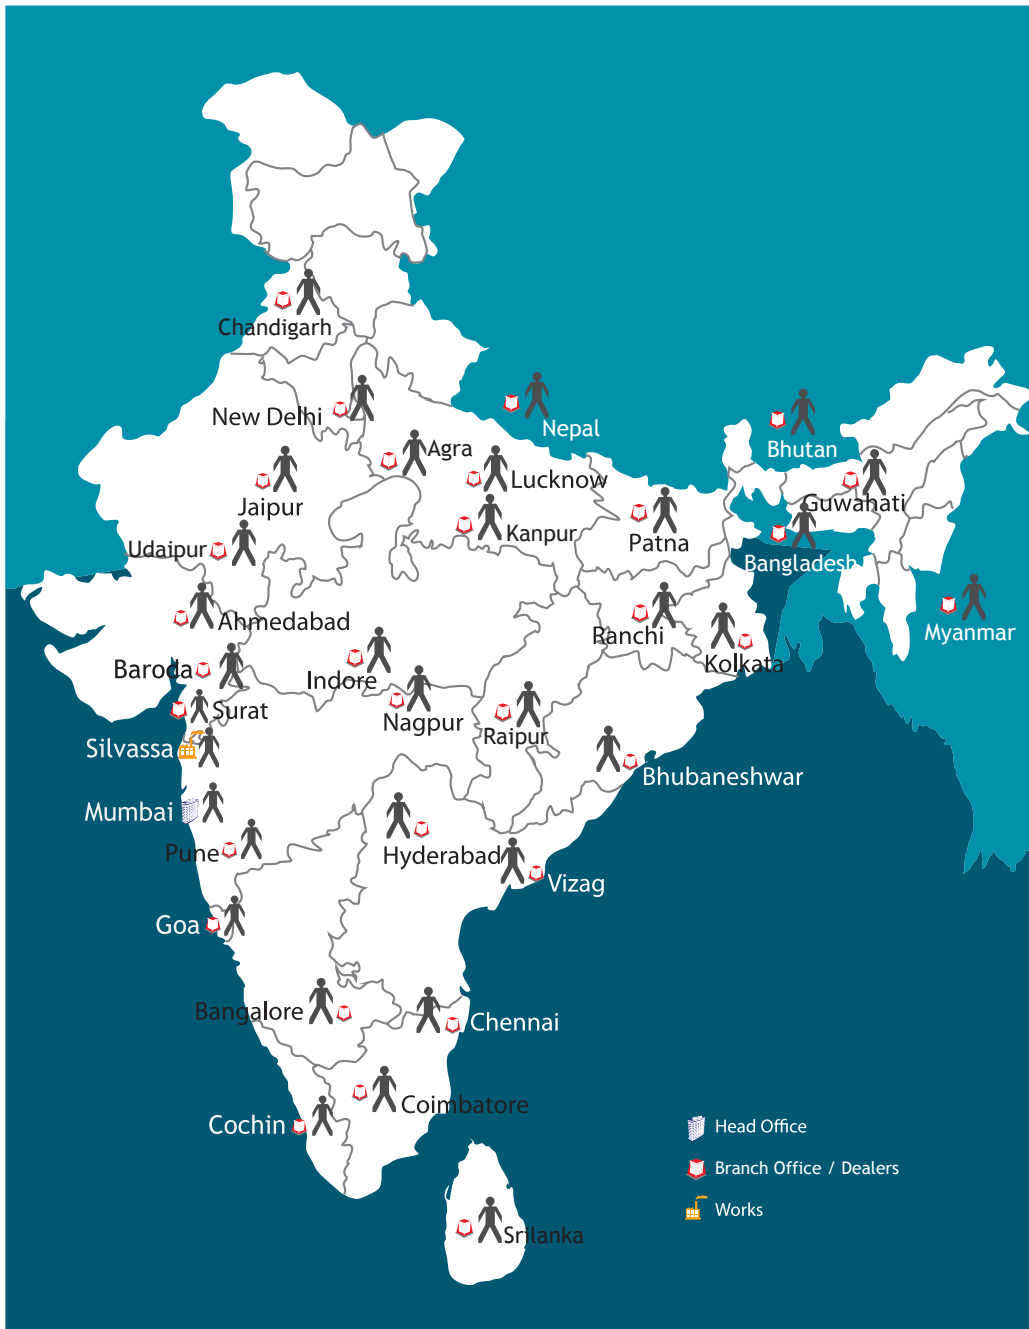 Chandigarh
New Delhi
Nepal
Bhutan
Agra
Lucknow
Jaipur
Guwahati
Kanpur
Patna
Udaipur
Bangladesh
Ahmedabad
Ranchi
Myanmar
Baroda
Indore
Kolkata
Surat
Nagpur
Raipur
Silvassa
Bhubaneshwar
Mumbai
Pune
Hyderabad
Vizag
Goa
Bangalore
Chennai
Coimbatore
Cochin
Head Office
Branch Office / Dealers
Works
Srilanka